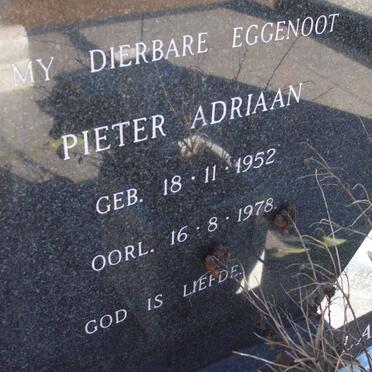 MY DIERBARE EGGENOOT
PIETER ADRIAAN
GEB. 18·11·1952
OORL. 16·8·1978
GOD IS LIEFDE.